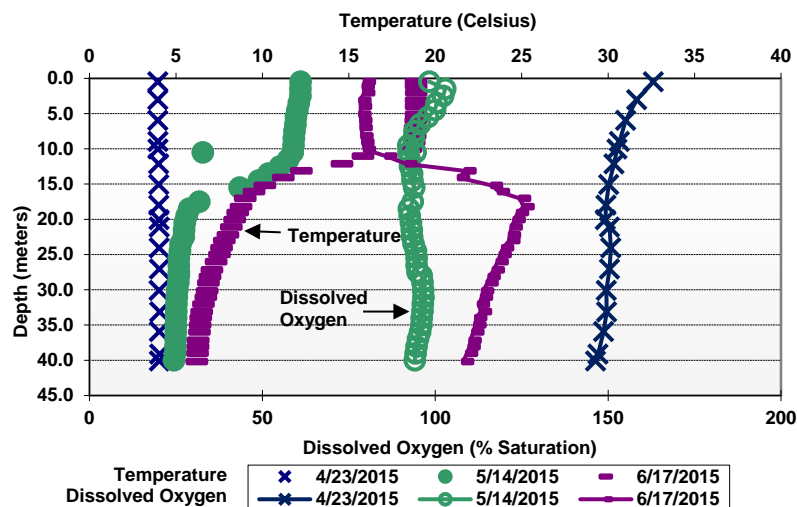 Temperature (Celsius)
0 5 10 15 20 25 30 35 40
0.0
5.0
10.0
15.0
20.0
25.0
30.0
35.0
40.0
45.0
Depth (meters)
Temperature
Dissolved
Oxygen
0 50 100 150 200
Dissolved Oxygen (% Saturation)
Temperature 4/23/2015 5/14/2015 6/17/2015
Dissolved Oxygen 4/23/2015 5/14/2015 6/17/2015